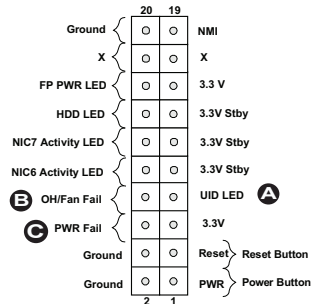 20 19
Ground NMI
X X
FP PWR LED 3.3 V
HDD LED 3.3V Stby
NIC7 Activity LED 3.3V Stby
NIC6 Activity LED 3.3V Stby
B OH/Fan Fail UID LED A
C PWR Fail 3.3V
Ground Reset Reset Button
Ground PWR Power Button
2 1